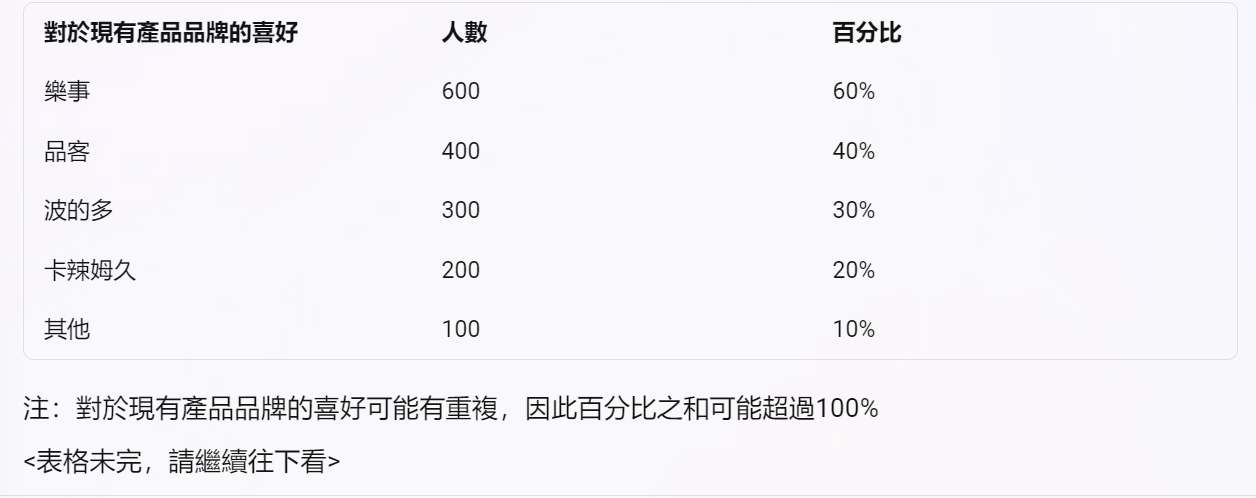 對於現有產品品牌的喜好 人數 百分比
樂事 600 60%
品客 400 40%
波的多 300 30%
卡辣姆久 200 20%
其他 100 10%
注：對於現有產品品牌的喜好可能有重複，因此百分比之和可能超過100%
<表格未完，請繼續往下看>